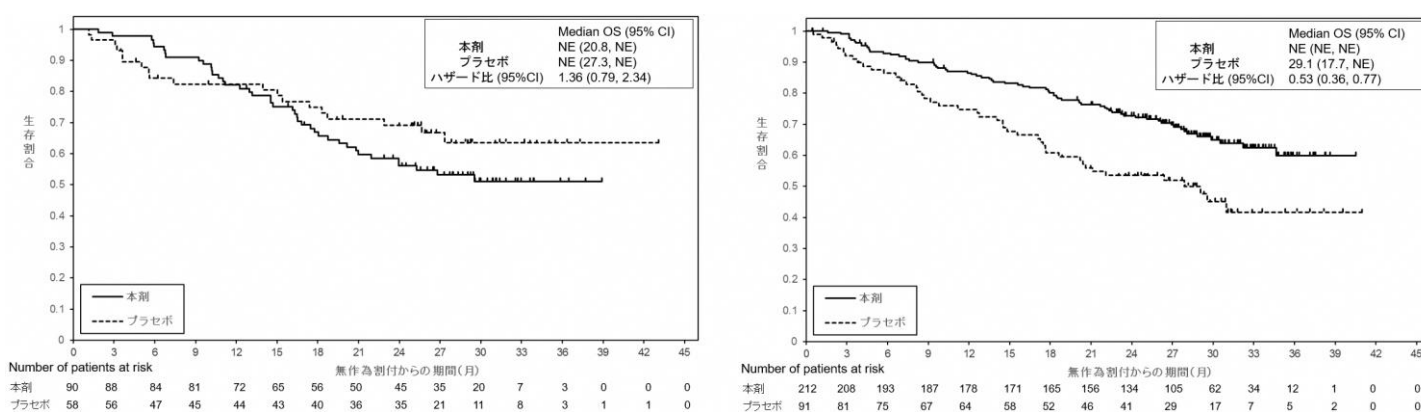 Median OS (95% CI)
本剤 NE (20.8, NE)
プラセボ NE (27.3, NE)
ハザード比 (95%CI) 1.36 (0.79, 2.34)
1
0.9
0.8
0.7
0.6
0.5
0.4
0.3
0.2
0.1
0
生存割合
本剤
プラセボ
0 3 6 9 12 15 18 21 24 27 30 33 36 39 42 45
Number of patients at risk
無作為割付からの期間(月)
本剤 90 88 84 81 72 65 56 50 45 35 20 7 3 0 0 0
プラセボ 58 56 47 45 44 43 40 36 35 21 11 8 3 1 1 0
Median OS (95% CI)
本剤 NE (NE, NE)
プラセボ 29.1 (17.7, NE)
ハザード比 (95%CI) 0.53 (0.36, 0.77)
1
0.9
0.8
0.7
0.6
0.5
0.4
0.3
0.2
0.1
0
生存割合
本剤
プラセボ
0 3 6 9 12 15 18 21 24 27 30 33 36 39 42 45
Number of patients at risk
無作為割付からの期間(月)
本剤 212 208 193 187 178 171 165 156 134 105 62 34 12 1 0 0
プラセボ 91 81 75 67 64 58 52 46 41 29 17 7 5 2 0 0